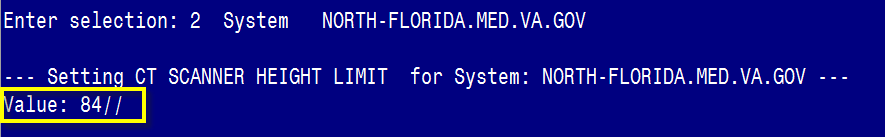 Enter selection: 2  System   NORTH-FLORIDA.MED.VA.GOV
--- Setting CT SCANNER HEIGHT LIMIT  for System: NORTH-FLORIDA.MED.VA.GOV ---
Value: 84//